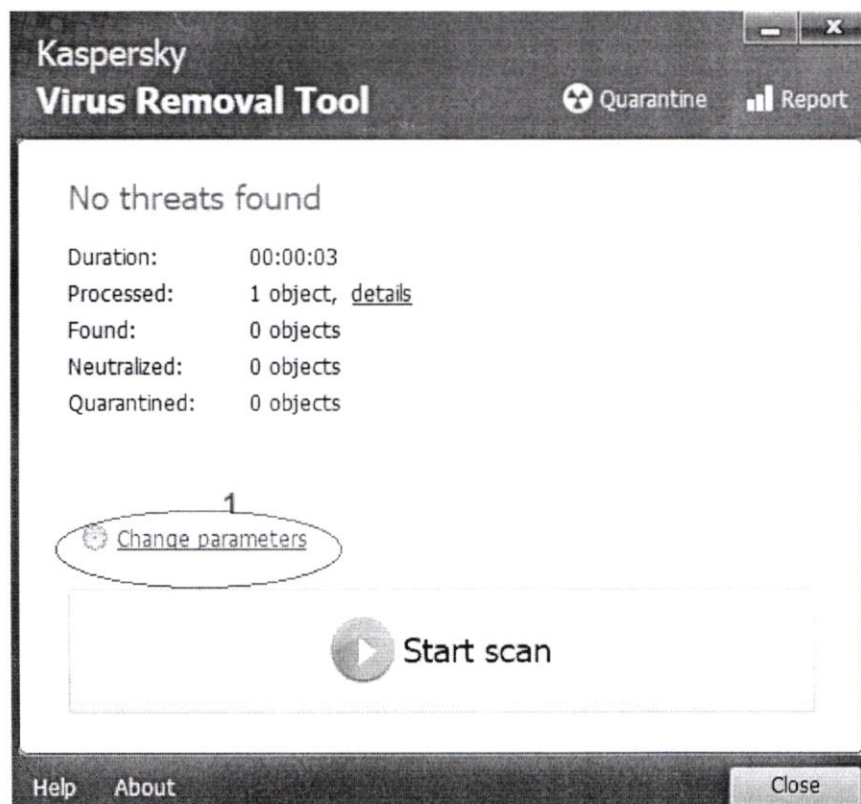 Kaspersky
Virus Removal Tool
Quarantine
Report
No threats found
Duration: 00:00:03
Processed: 1 object, details
Found: 0 objects
Neutralized: 0 objects
Quarantined: 0 objects
1
Change parameters
Start scan
Help About Close